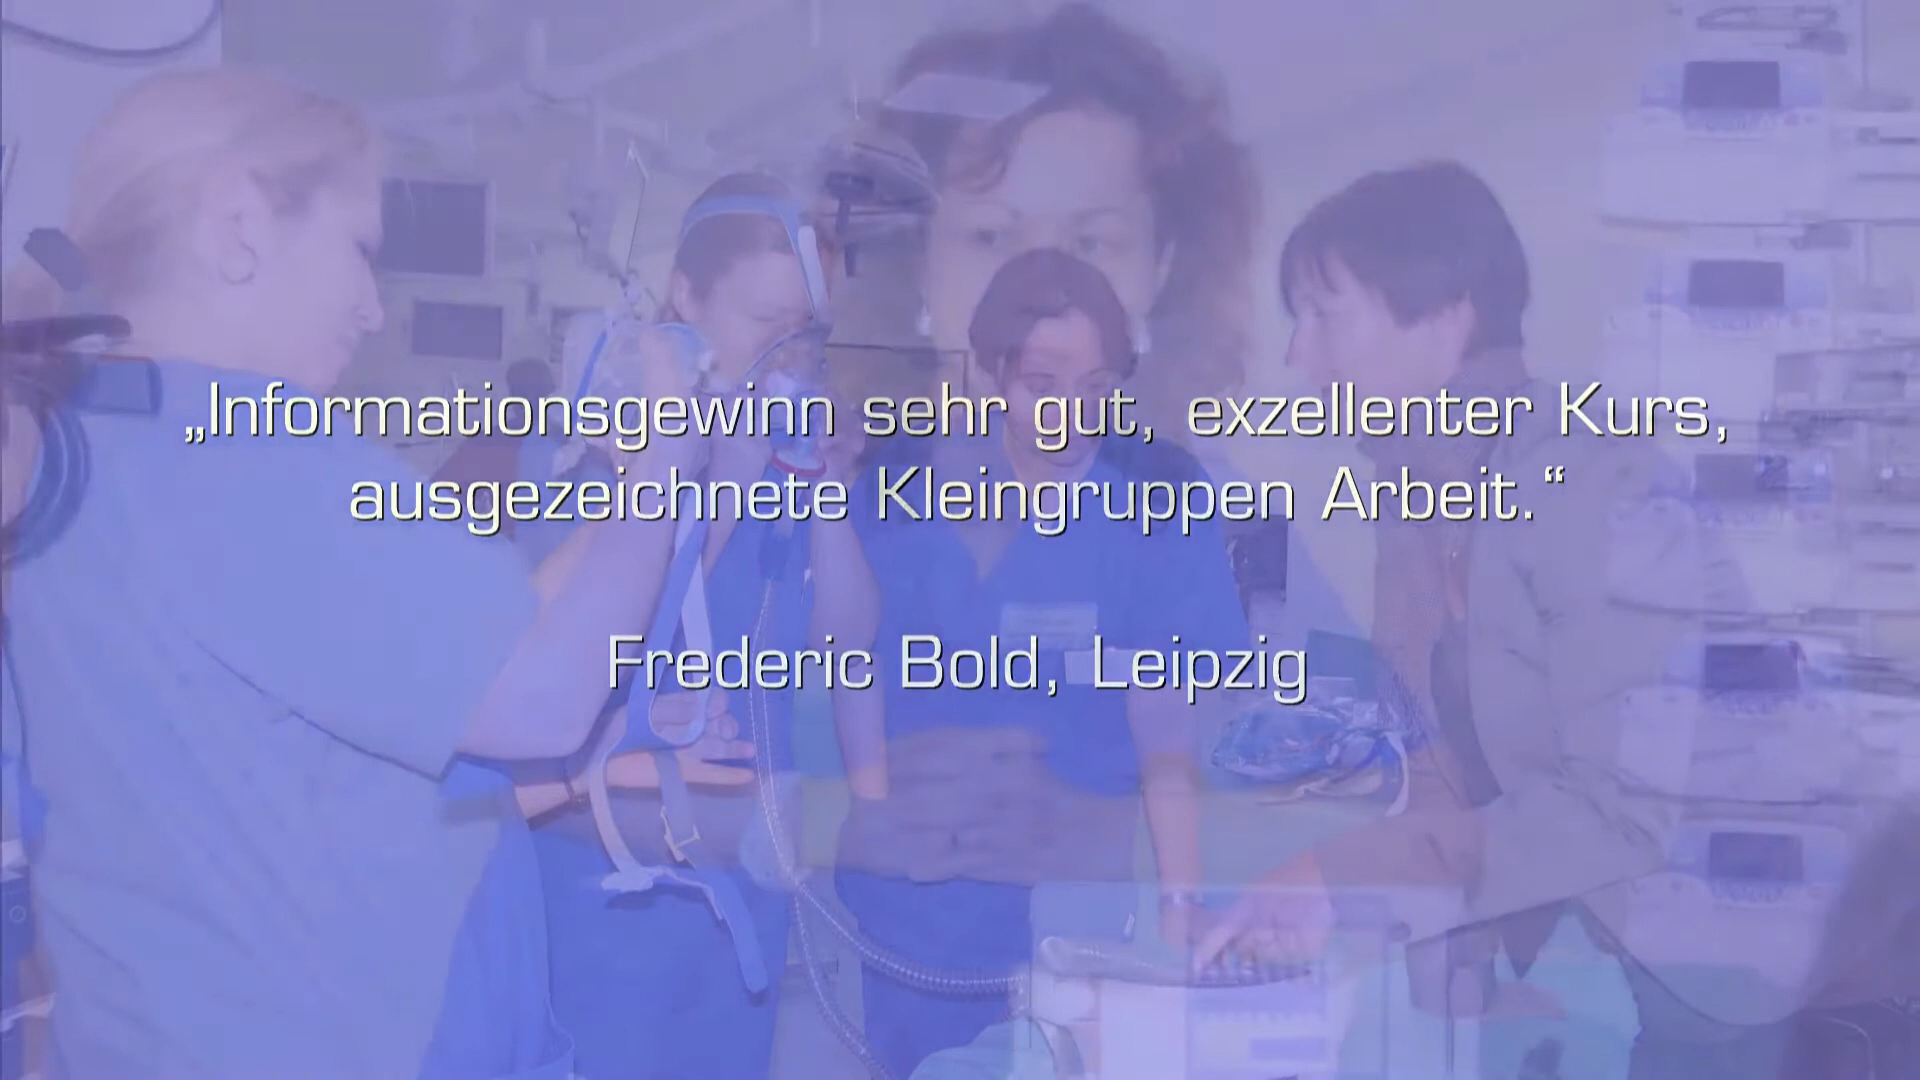 „Informationsgewinn sehr gut, exzellenter Kurs,
ausgezeichnete Kleingruppen Arbeit.“
Frederic Bold, Leipzig